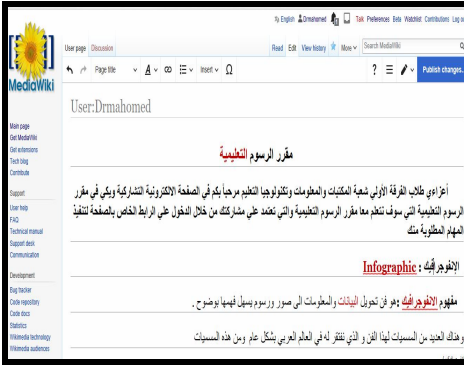 English Drmahomed Talk Preferences Beta Watchlist Contributions Log
User page Discussion Read Edit View history More Search MediaWiki
Page title A Insert Ω ? Publish changes...
MediaWiki
User:Drmahomed
Main page
Get MediaWiki
Get extensions
Tech blog
Contribute
Support
User help
FAQ
Technical manual
Support desk
Communication
Development
Bug tracker
Code repository
Code docs
Statistics
Wikimedia technology
Wikimedia audiences
مقرر الرسوم التعليمية
أعزاءي طلاب الفرقة الأولي شعبة المكتبات والمعلومات وتكنولوجيا التعليم مرحبا بكم في الصفحة الالكترونية التشاركية ويكي في مقرر
الرسوم التعليمية التي سوف نتعلم معا مقرر الرسوم التعليمية والتي تعتمد علي مشاركتك من خلال الدخول علي الرابط الخاص بالصفحة لتنفيذ
المهام المطلوبة منك
الإنفوجرافيك : Infographic
مفهوم الانفوجرافيك :هو فن تحويل البيانات والمعلومات الى صور ورسوم يسهل فهمها بوضوح .
وهناك العديد من المسميات لهذا الفن و الذي نفتقر له في العالم العربي بشكل عام ومن هذه المسميات